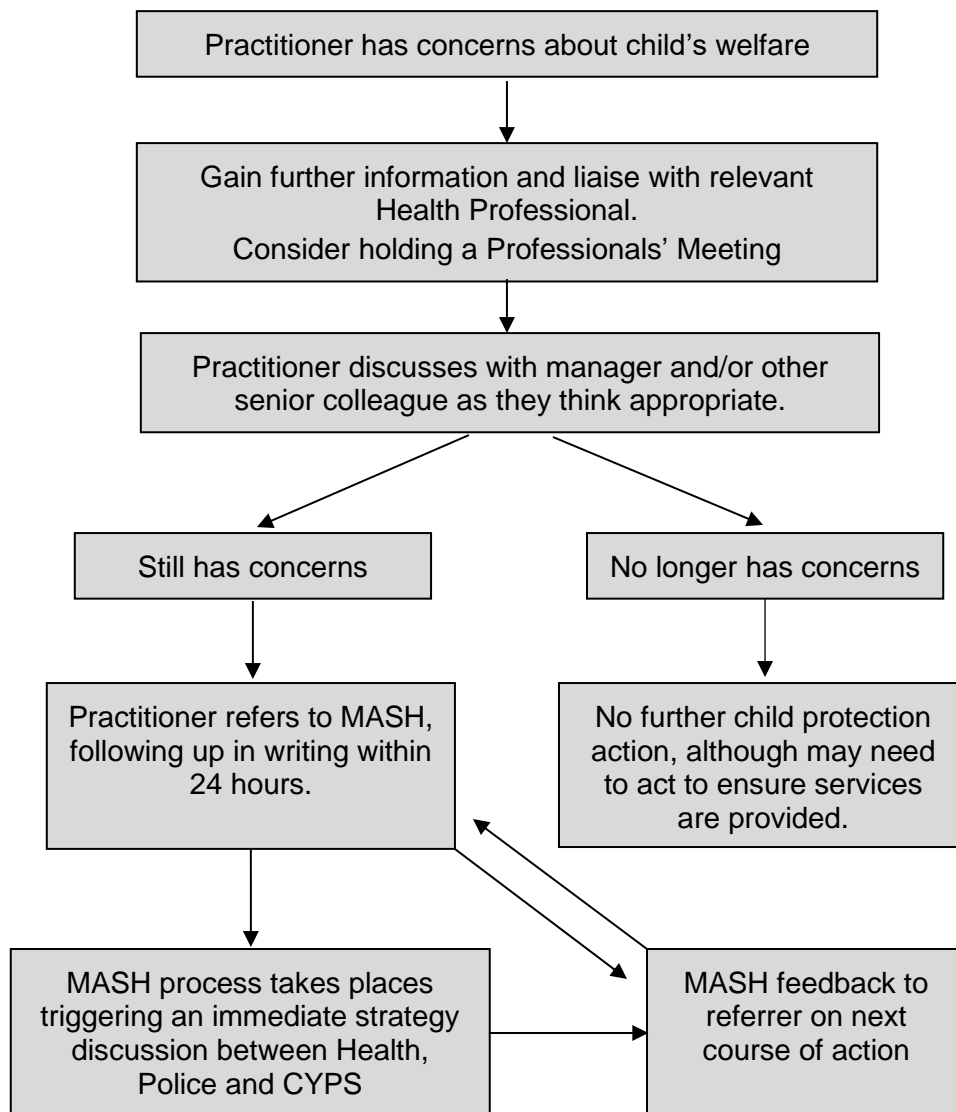 Practitioner has concerns about child’s welfare
Gain further information and liaise with relevant
Health Professional.
Consider holding a Professionals’ Meeting
Practitioner discusses with manager and/or other
senior colleague as they think appropriate.
Still has concerns
No longer has concerns
Practitioner refers to MASH,
following up in writing within
24 hours.
No further child protection
action, although may need
to act to ensure services
are provided.
MASH process takes places
triggering an immediate strategy
discussion between Health,
Police and CYPS
MASH feedback to
referrer on next
course of action